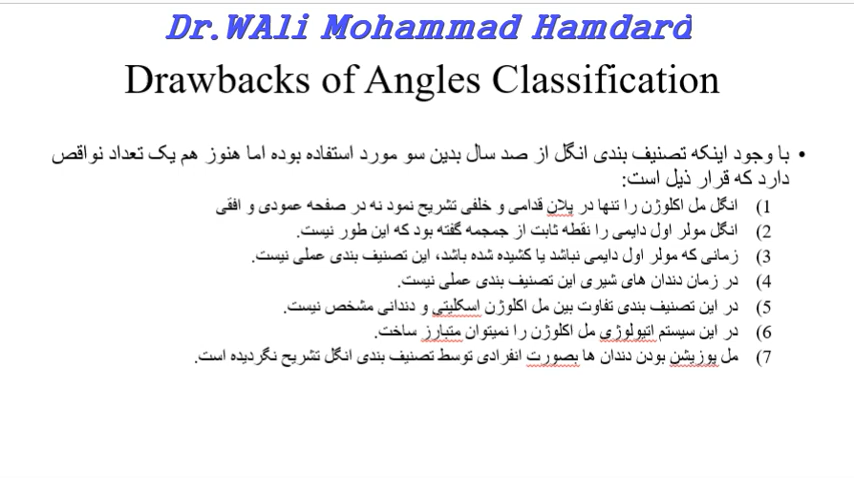 Dr.WAli Mohammad Hamdard
Drawbacks of Angles Classification
• با وجود اینکه تصنیف بندی انگل از صد سال بدین سو مورد استفاده بوده اما هنوز هم یک تعداد نواقص
دارد که قرار ذیل است:
1) انگل مل اکلوژن را تنها در پلان قدامی و خلفی تشریح نمود نه در صفحه عمودی و افقی
2) انگل مولر اول دایمی را نقطه ثابت از جمجمه گفته بود که این طور نیست.
3) زمانی که مولر اول دایمی نباشد یا کشیده شده باشد، این تصنیف بندی عملی نیست.
4) در زمان دندان های شیری این تصنیف بندی عملی نیست.
5) در این تصنیف بندی تفاوت بین مل اکلوژن اسکلیتی و دندانی مشخص نیست.
6) در این سیستم اتیولوژی مل اکلوژن را نمیتوان متبارز ساخت.
7) مل پوزیشن بودن دندان ها بصورت انفرادی توسط تصنیف بندی انگل تشریح نگردیده است.